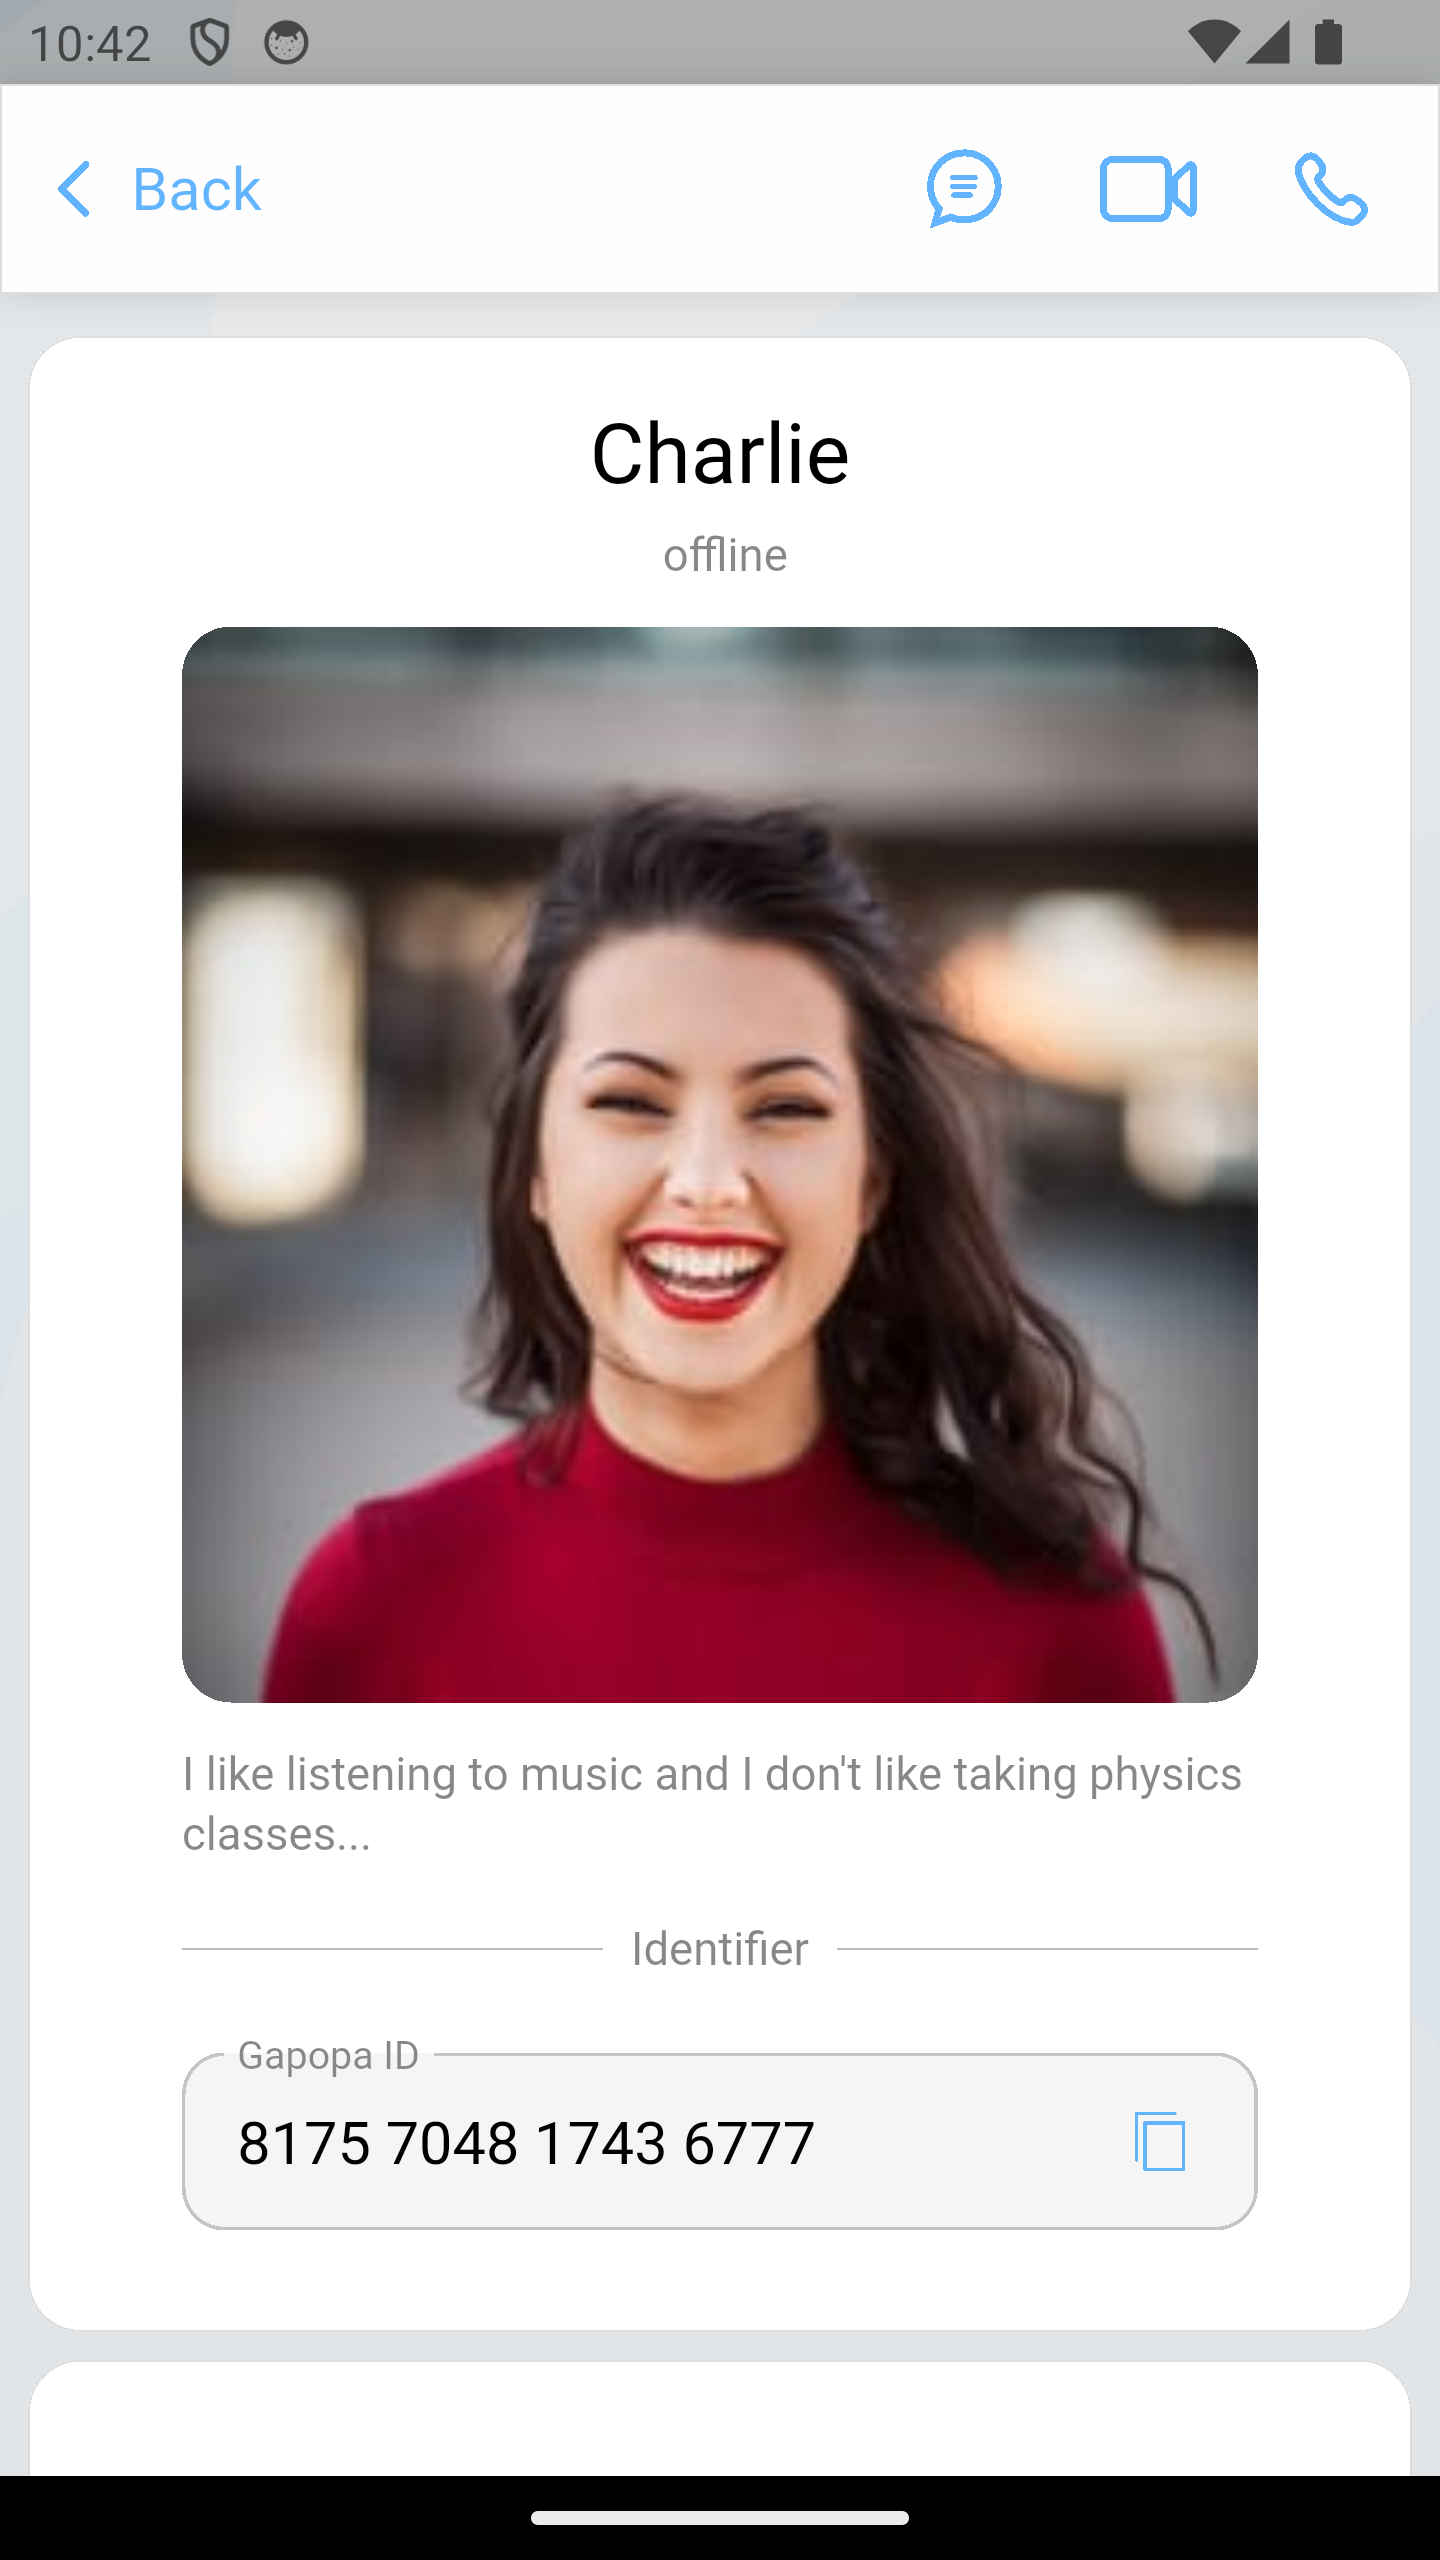 10:42
Back
Charlie
offline
I like listening to music and I don't like taking physics
classes...
Identifier
Gapopa ID
8175 7048 1743 6777